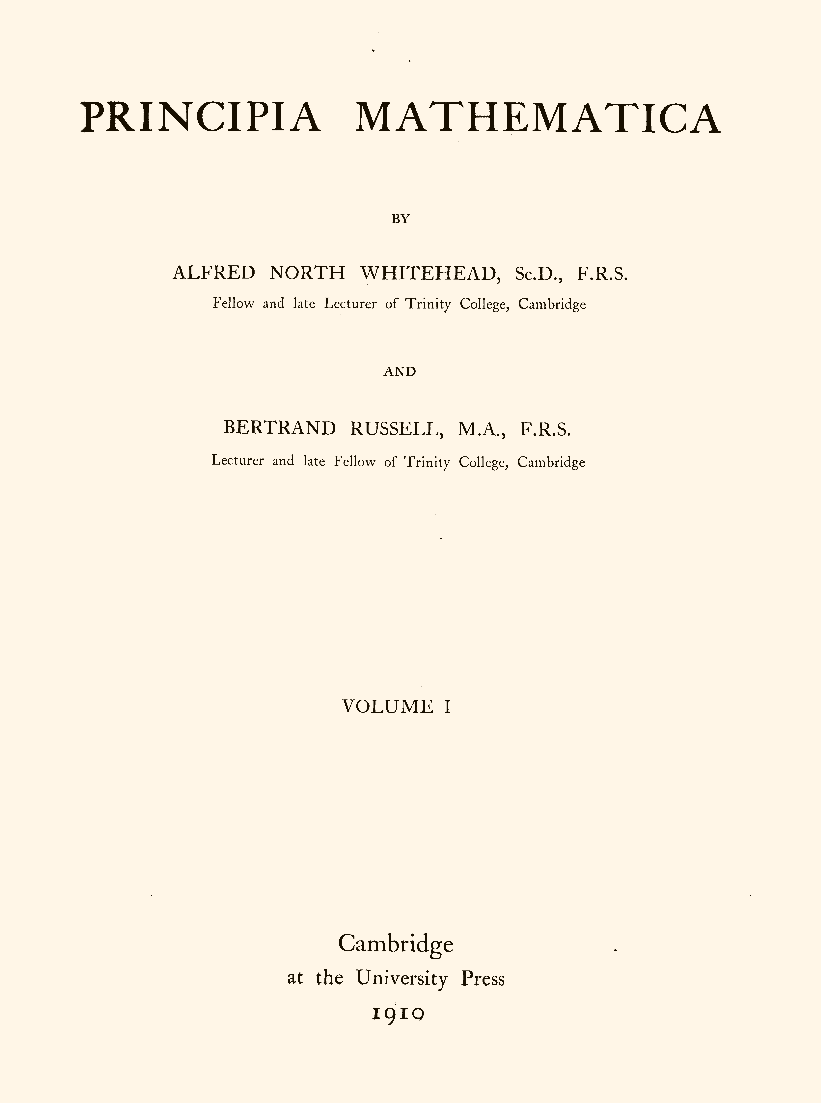 PRINCIPIA MATHEMATICA
BY
ALFRED NORTH WHITEHEAD, Sc.D., F.R.S.
Fellow and late Lecturer of Trinity College, Cambridge
AND
BERTRAND RUSSELL, M.A., F.R.S.
Lecturer and late Fellow of Trinity College, Cambridge
VOLUME I
Cambridge
at the University Press
1910